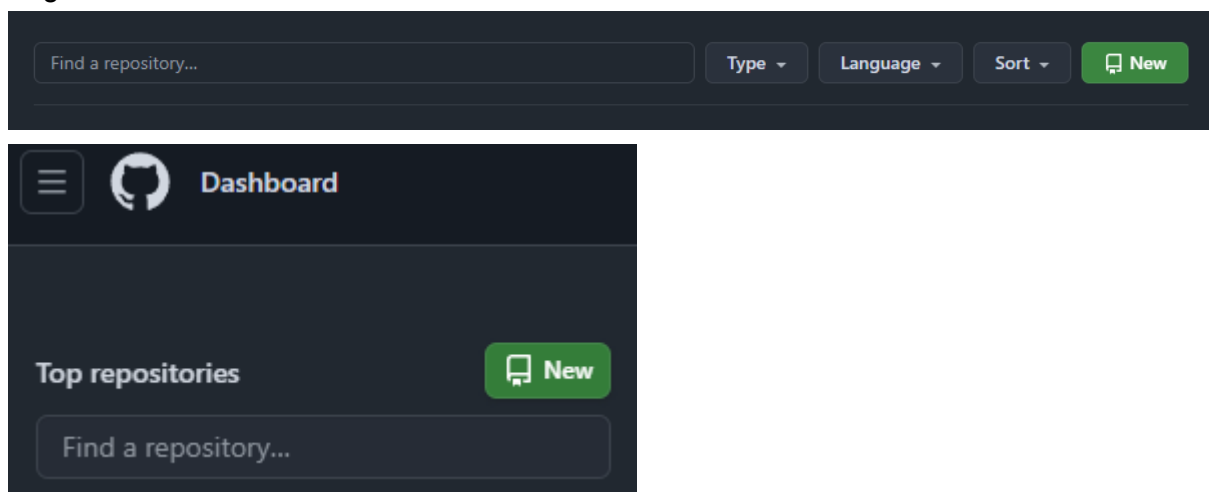 Find a repository... Type Language Sort New
Dashboard
Top repositories New
Find a repository...